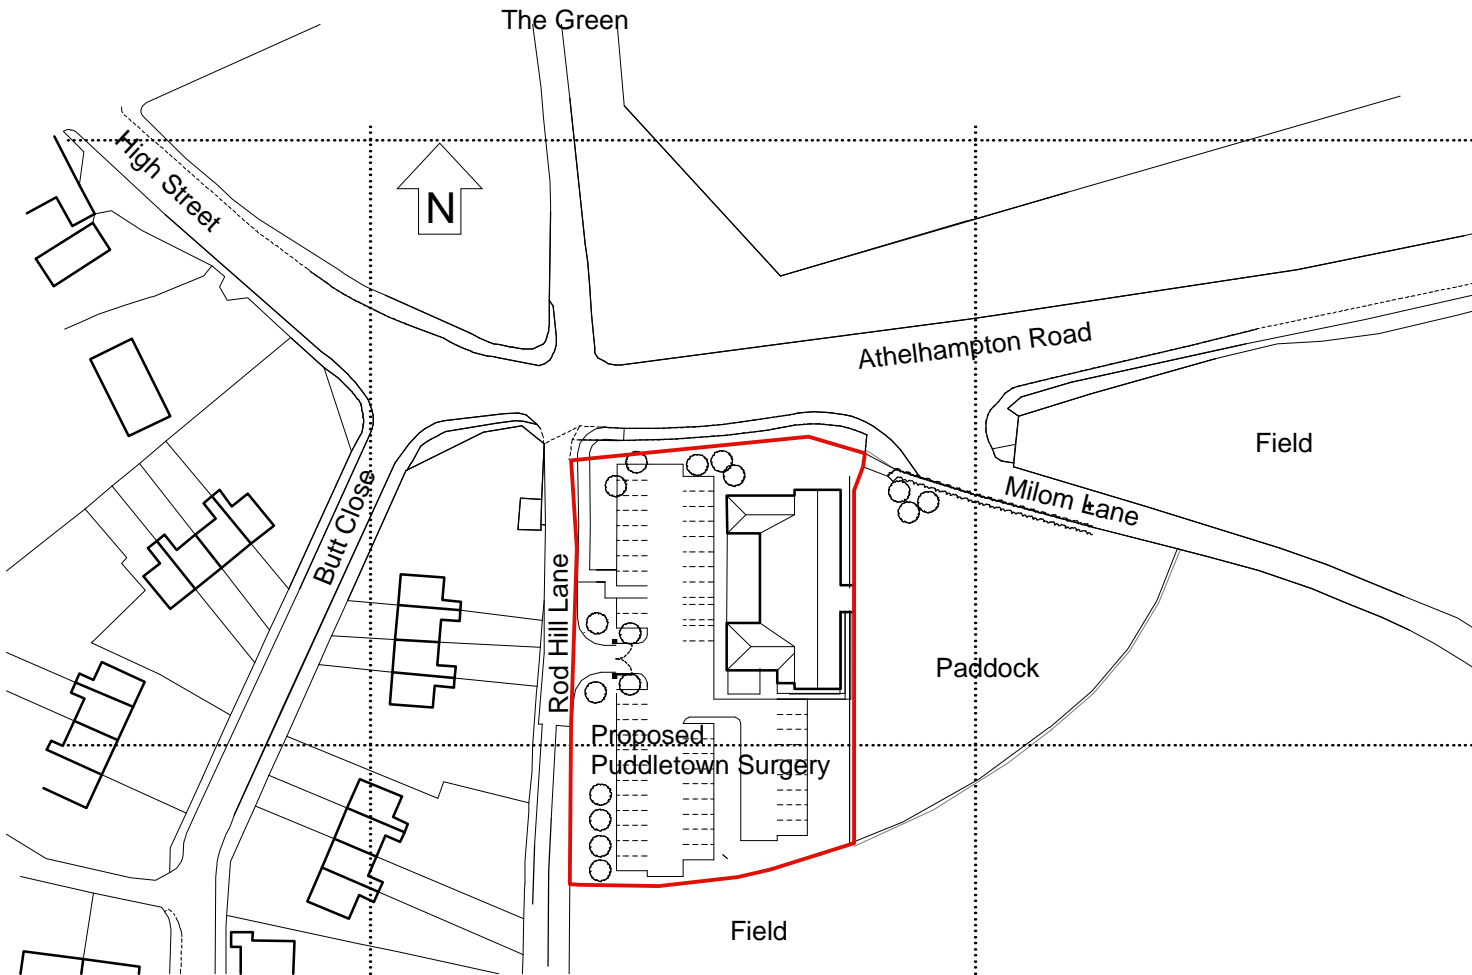 The Green
High Street
N
Athelhampton Road
Field
Milom Lane
Butt Close
Rod Hill Lane
Paddock
Proposed
Puddletown Surgery
Field